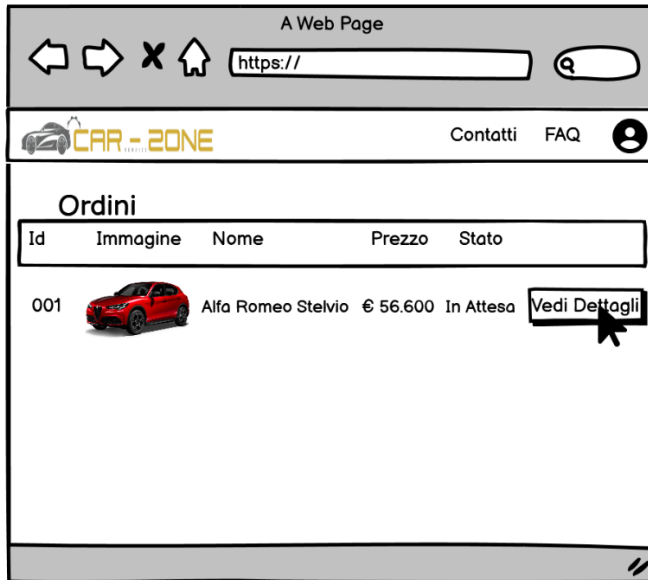 A Web Page
https://
CAR - ZONE
SERVICE
Contatti FAQ
Ordini
Id Immagine Nome Prezzo Stato
001 Alfa Romeo Stelvio € 56.600 In Attesa Vedi Dettagli